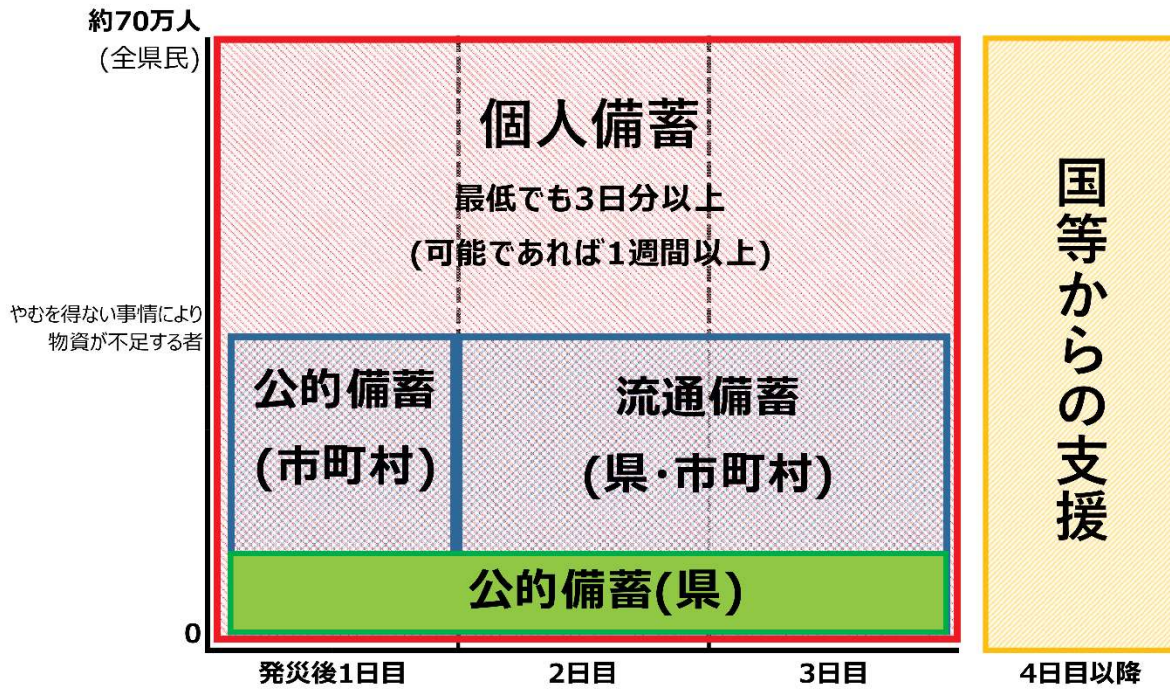 約70万人
(全県民)
個人備蓄
最低でも3日分以上
(可能であれば1週間以上)
やむを得ない事情により
物資が不足する者
公的備蓄
(市町村)
流通備蓄
(県・市町村)
公的備蓄(県)
0
発災後1日目
2日目
3日目
国等からの支援
4日目以降